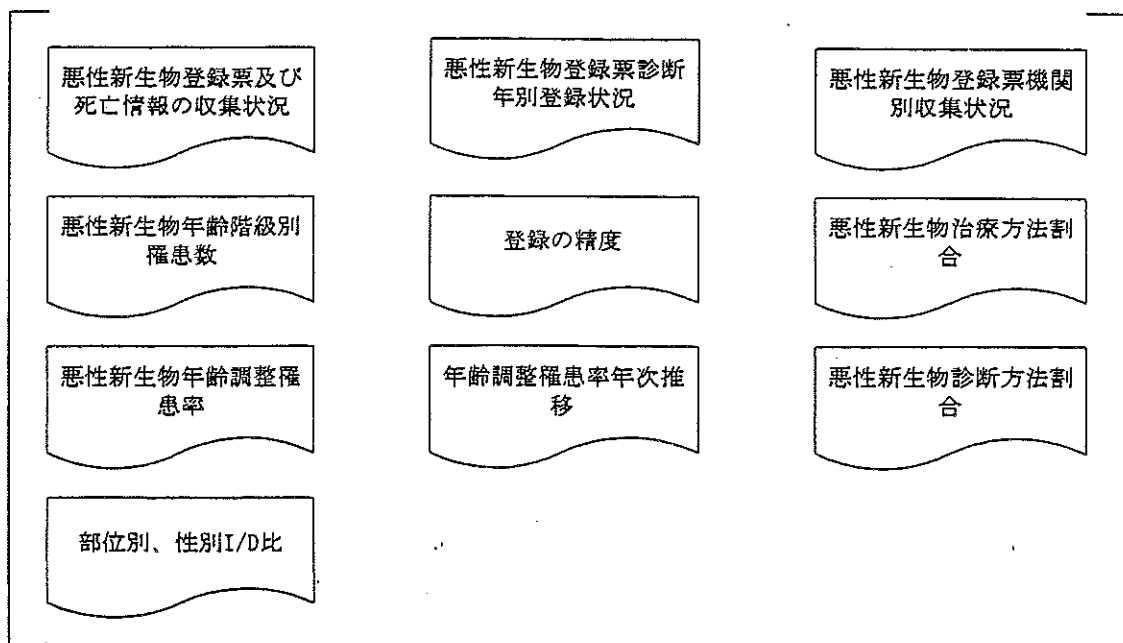 悪性新生物登録票及び
死亡情報の収集状況
悪性新生物登録票診断
年別登録状況
悪性新生物登録票機関
別収集状況
悪性新生物年齢階級別
罹患数
登録の精度
悪性新生物治療方法割
合
悪性新生物年齢調整罹
患率
年齢調整罹患率年次推
移
悪性新生物診断方法割
合
部位別、性別I/D比